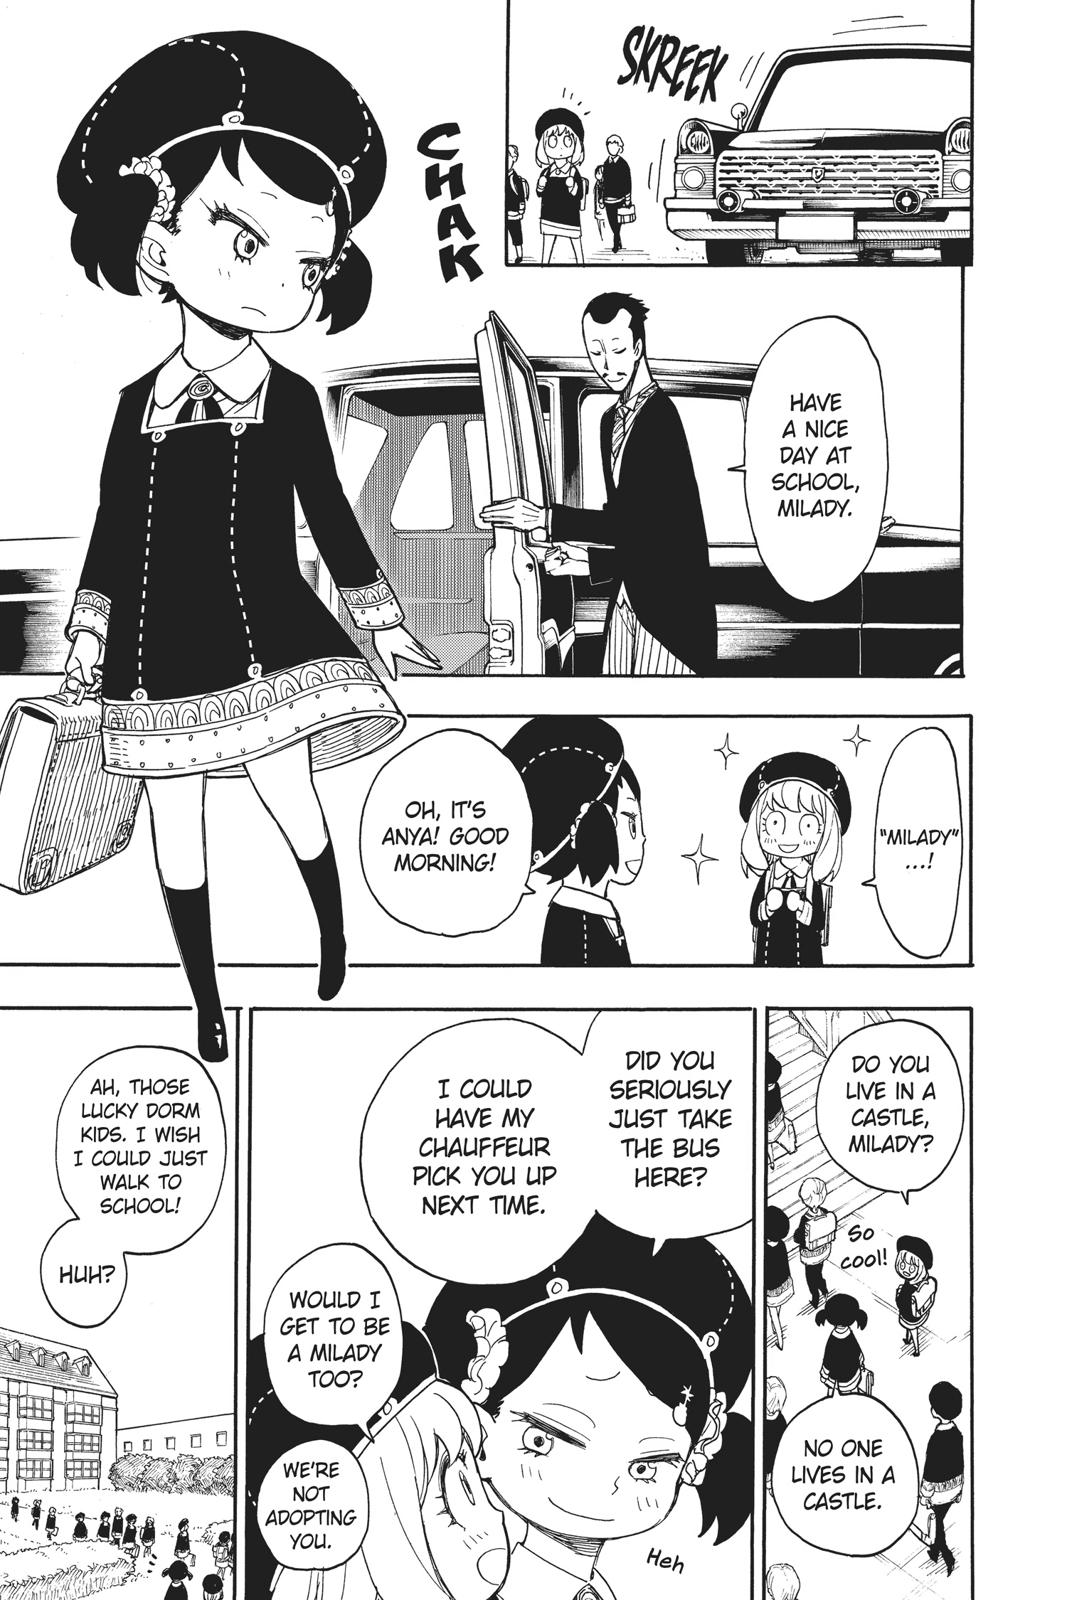 SKREEK
CHAK
HAVE
A NICE
DAY AT
SCHOOL,
MILADY.
"MILADY"
...!
OH, IT'S
ANYA! GOOD
MORNING!
DO YOU
LIVE IN A
CASTLE,
MILADY?
So
cool!
NO ONE
LIVES IN A
CASTLE.
DID YOU
SERIOUSLY
JUST TAKE
THE BUS
HERE?
I COULD
HAVE MY
CHAUFFEUR
PICK YOU UP
NEXT TIME.
WOULD I
GET TO BE
A MILADY
TOO?
WE'RE
NOT
ADOPTING
YOU.
Heh
AH, THOSE
LUCKY DORM
KIDS. I WISH
I COULD JUST
WALK TO
SCHOOL!
HUH?